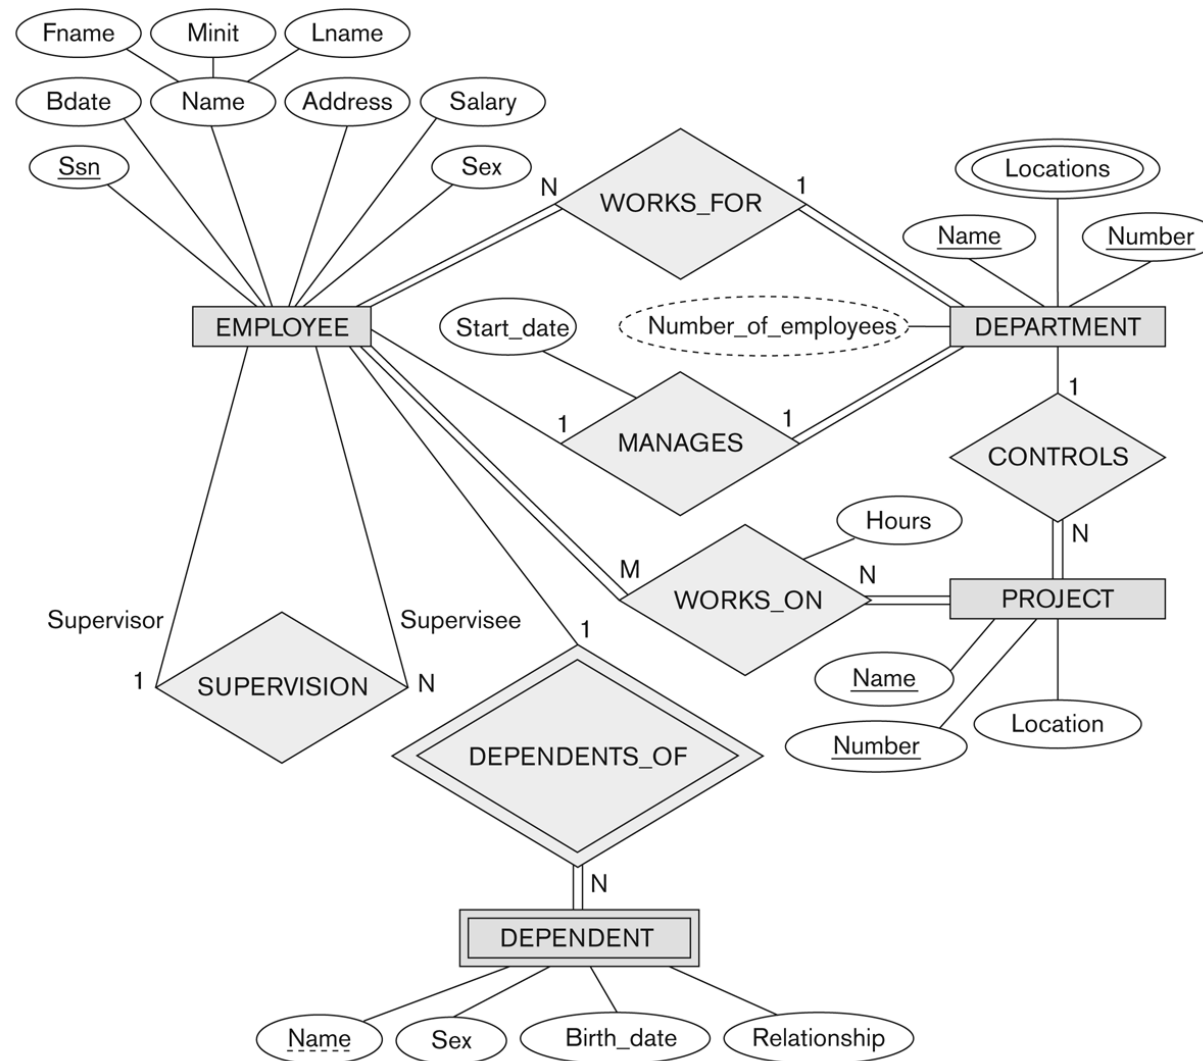 Fname
Minit
Lname
Bdate
Name
Address
Salary
Ssn
Sex
Locations
Name
Number
N
WORKS_FOR
1
EMPLOYEE
Start_date
Number_of_employees
DEPARTMENT
1
MANAGES
1
1
CONTROLS
N
Hours
M
WORKS_ON
N
PROJECT
Supervisor
Supervisee
1
SUPERVISION
N
1
Name
Number
Location
DEPENDENTS_OF
N
DEPENDENT
Name
Sex
Birth_date
Relationship